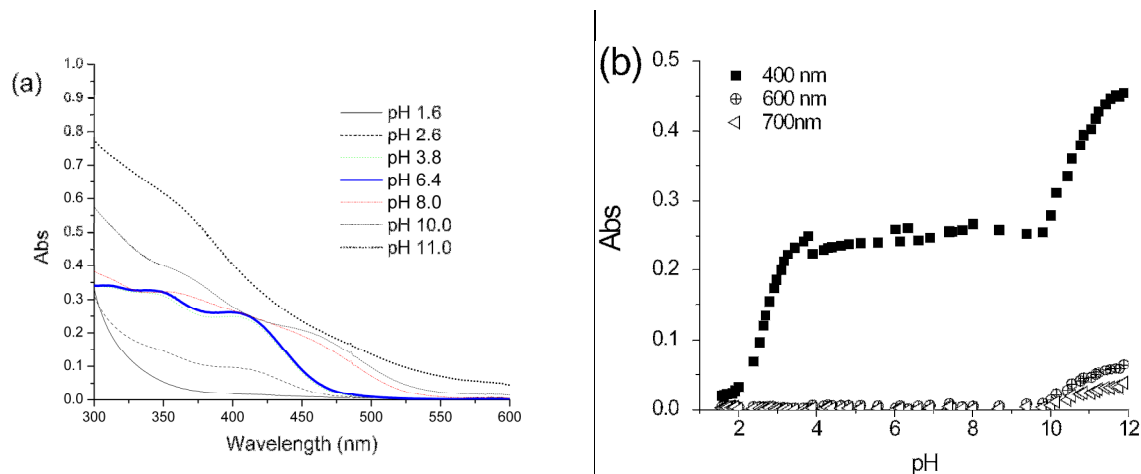 (a)
1.0
0.9
0.8
0.7
0.6
0.5
0.4
0.3
0.2
0.1
0.0
Abs
300
350
400
450
500
550
600
Wavelength (nm)
pH 1.6
pH 2.6
pH 3.8
pH 6.4
pH 8.0
pH 10.0
pH 11.0
(b)
0.5
0.4
0.3
0.2
0.1
0.0
Abs
2
4
6
8
10
12
pH
400 nm
600 nm
700nm